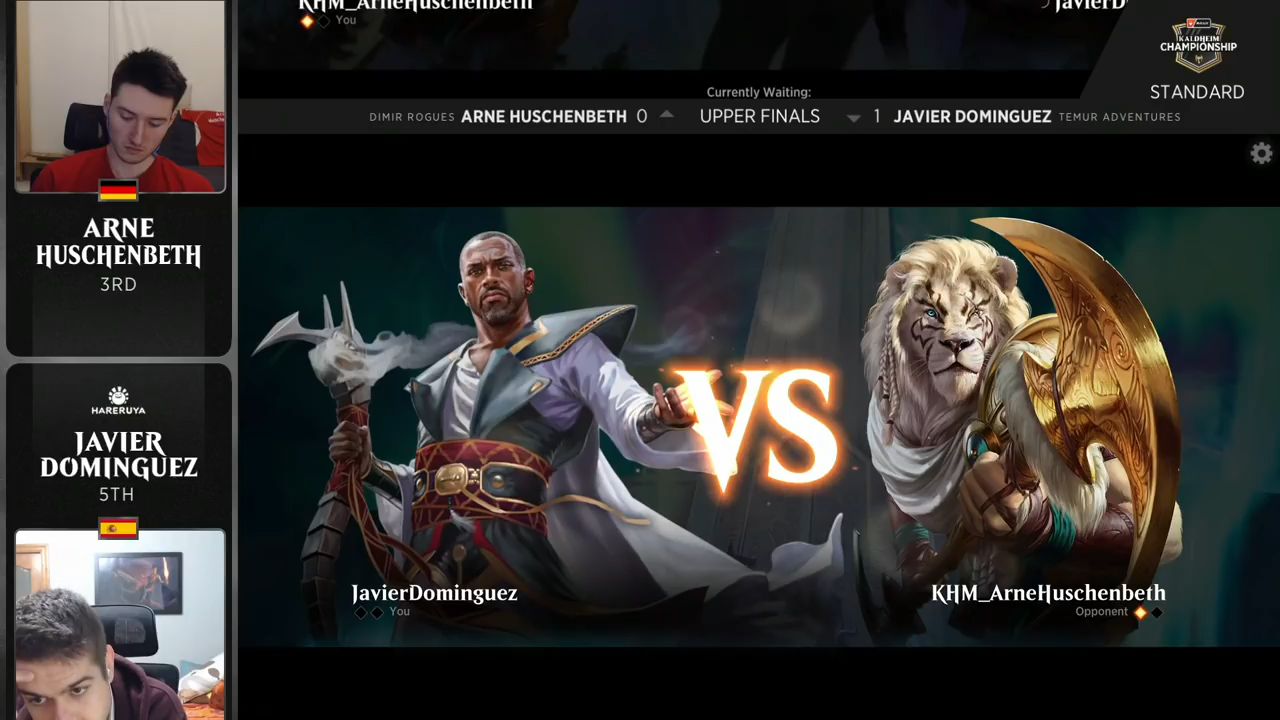 KHM_ArneHuschenbeth
You
JavierD
KALDHEIM
CHAMPIONSHIP
STANDARD
Currently Waiting:
DIMIR ROGUES ARNE HUSCHENBETH 0 UPPER FINALS 1 JAVIER DOMINGUEZ TEMUR ADVENTURES
ARNE
HUSCHENBETH
3RD
HARERUYA
JAVIER
DOMINGUEZ
5TH
VS
JavierDominguez
You
KHM_ArneHuschenbeth
Opponent